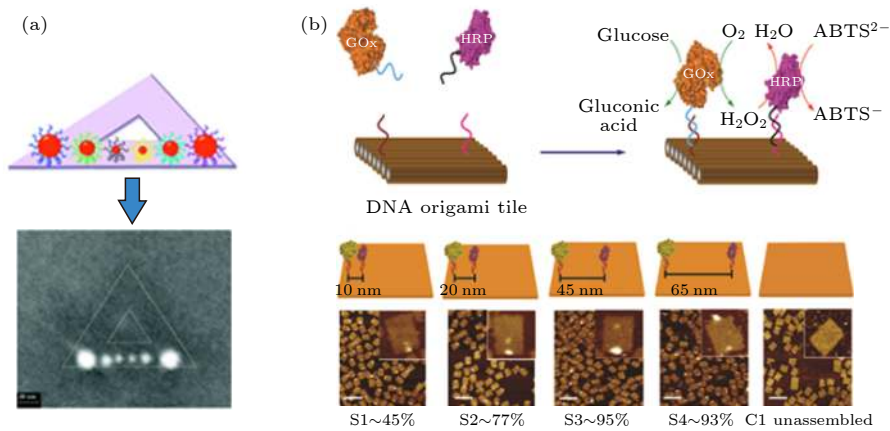 (a)
(b)
GOx
HRP
Glucose
O2 H2O
ABTS2−
GOx
HRP
Gluconic
acid
H2O2
ABTS−
DNA origami tile
10 nm
20 nm
45 nm
65 nm
S1~45%
S2~77%
S3~95%
S4~93%
C1 unassembled